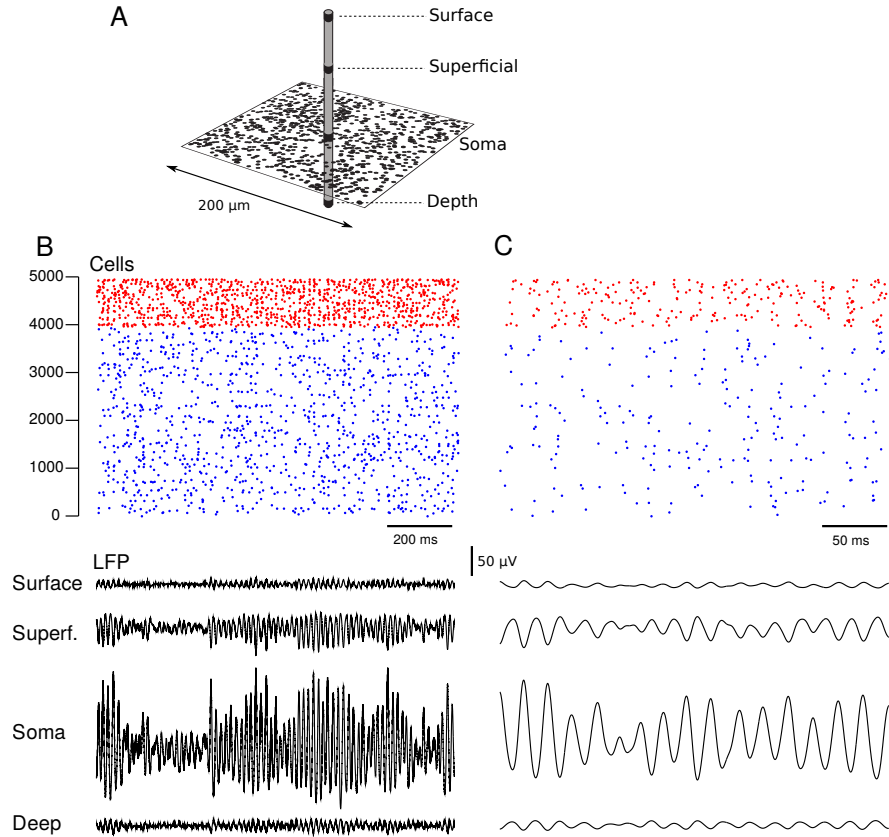 A
Surface
Superficial
Soma
200 µm
Depth
B
C
Cells
5000
4000
3000
2000
1000
0
200 ms
50 ms
LFP
50 µV
Surface
Superf.
Soma
Deep